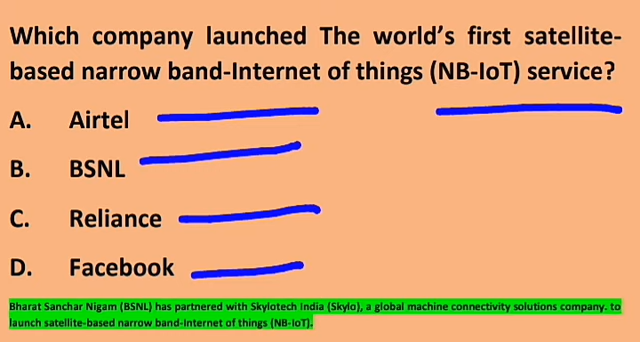 Which company launched The world's first satellite-
based narrow band-Internet of things (NB-IoT) service?
A. Airtel
B. BSNL
C. Reliance
D. Facebook
Bharat Sanchar Nigam (BSNL) has partnered with Skylotech India (Skylo), a global machine connectivity solutions company. to
launch satellite-based narrow band-Internet of things (NB-IoT).